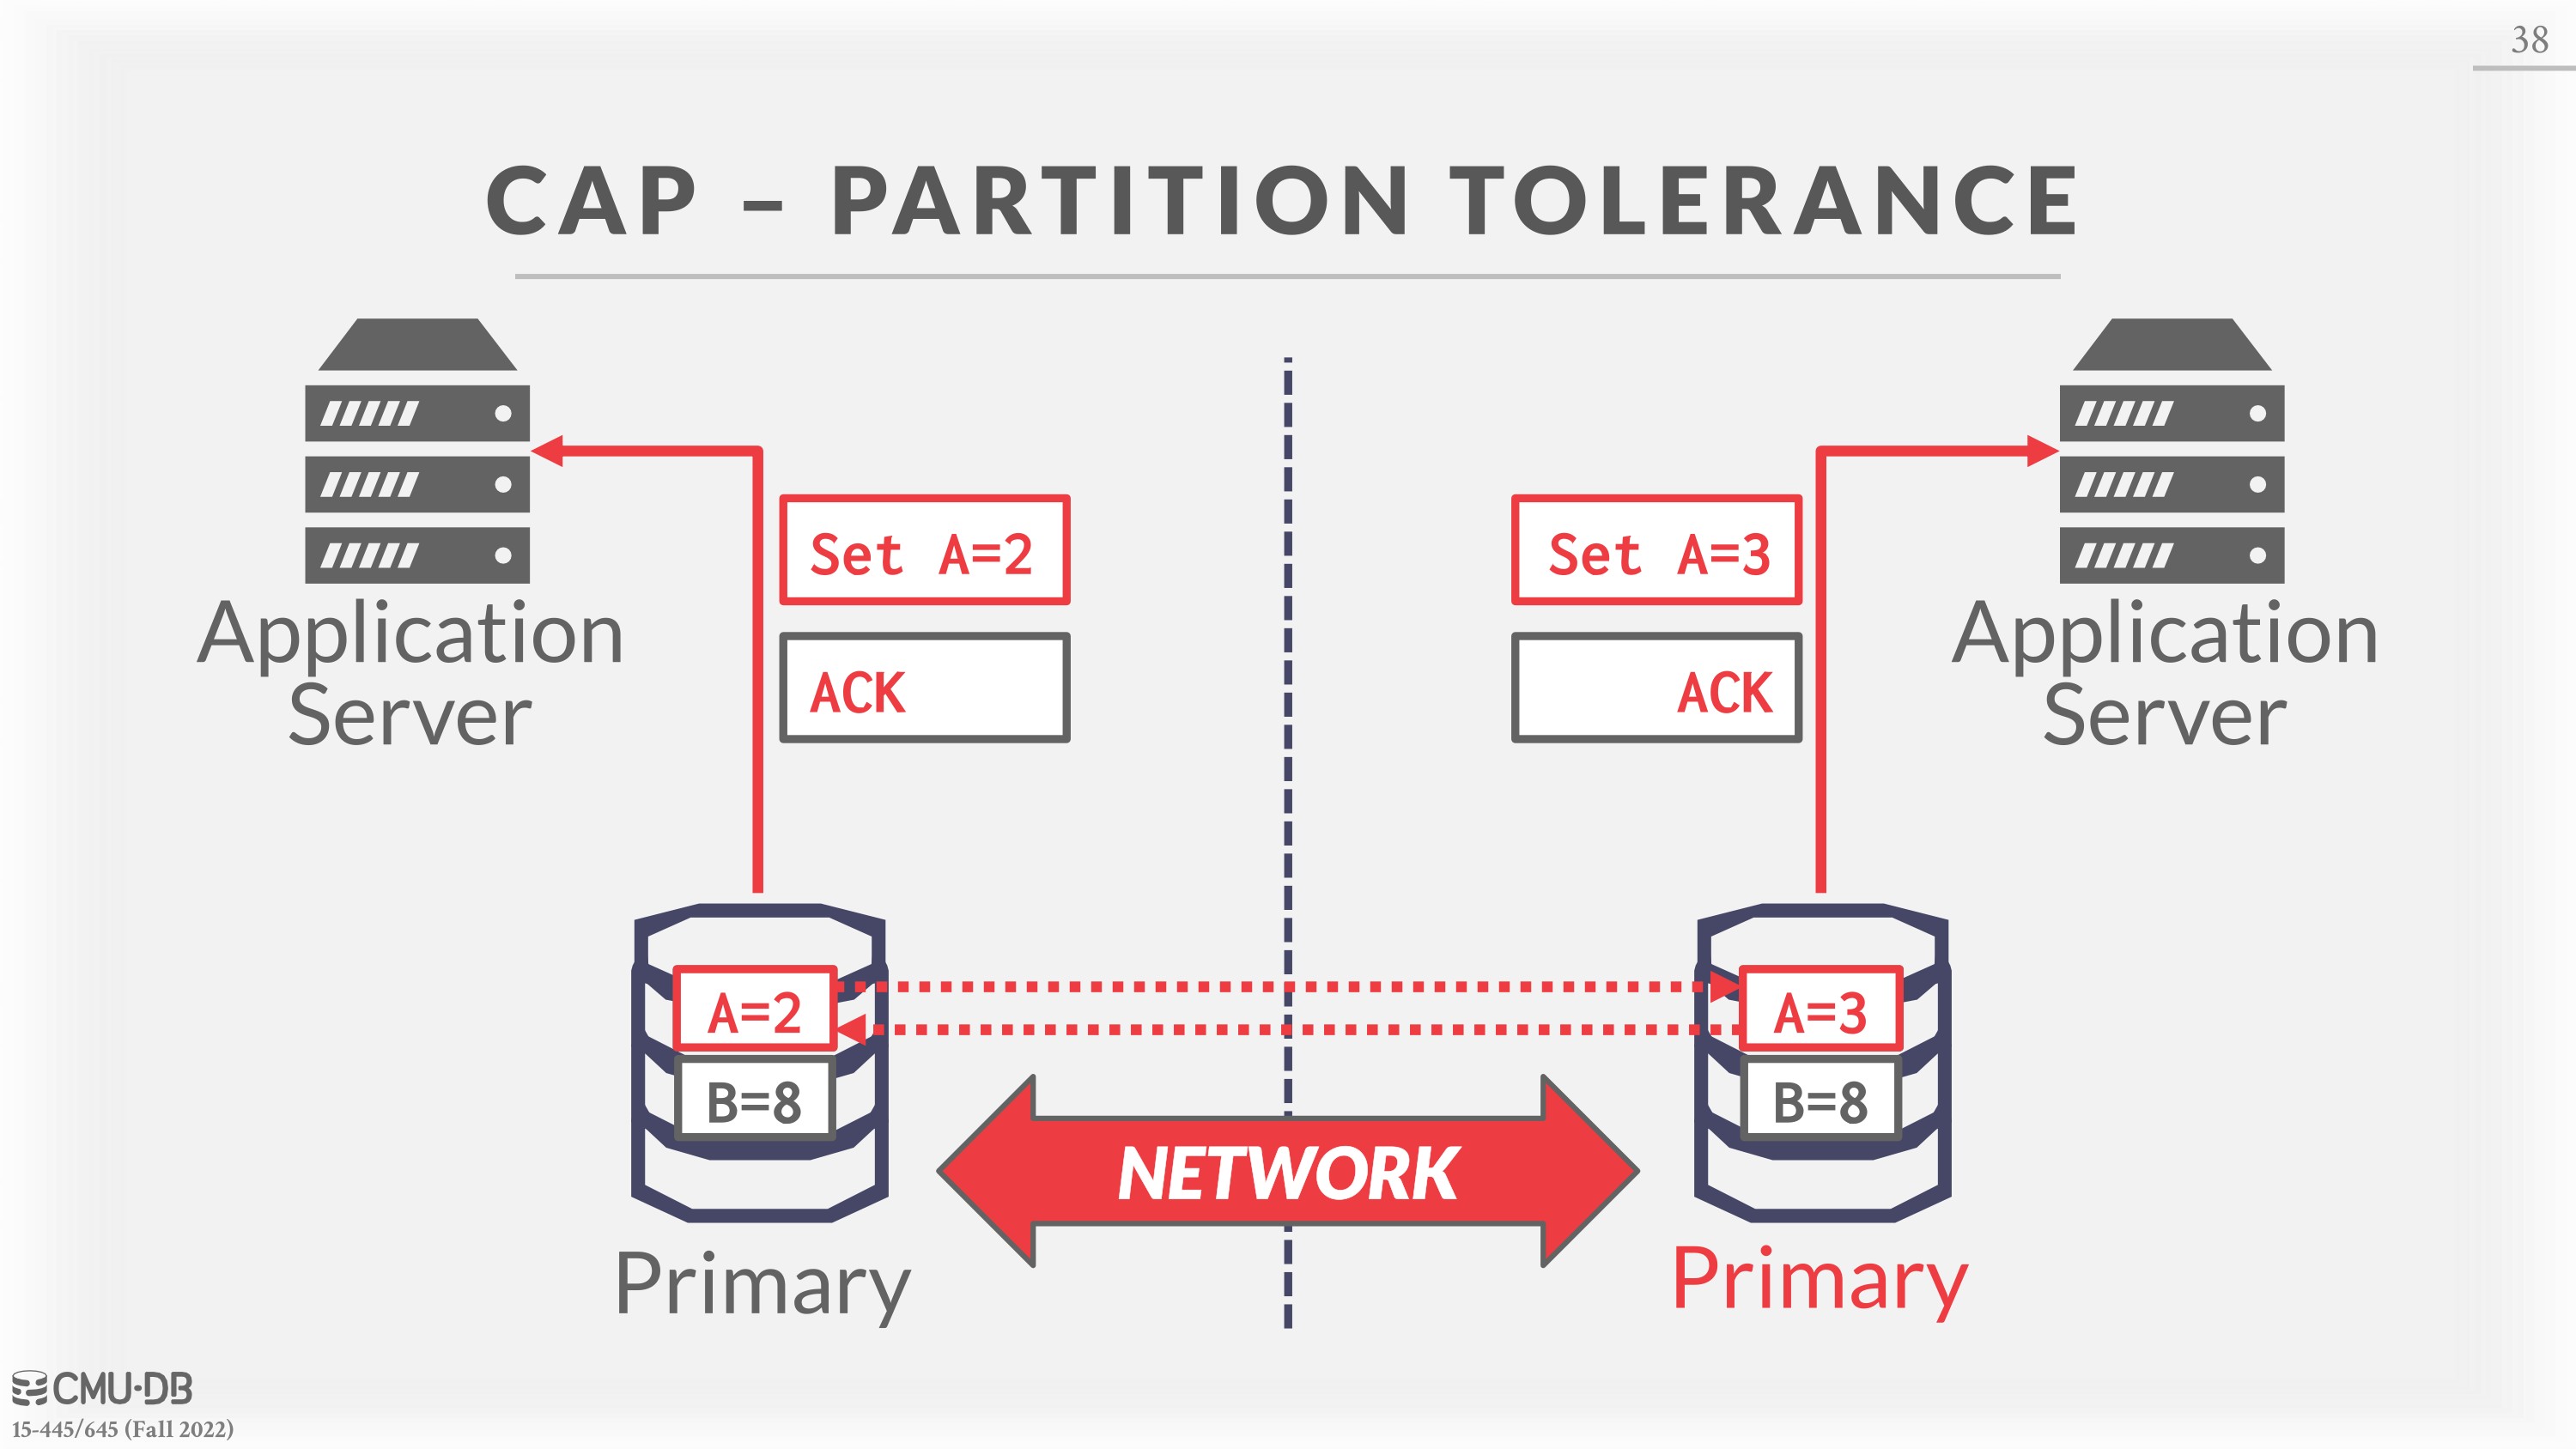 38
CAP – PARTITION TOLERANCE
Set A=2
ACK
Set A=3
ACK
Application
Server
Application
Server
A=2
B=8
A=3
B=8
NETWORK
Primary
Primary
CMU·DB
15-445/645 (Fall 2022)